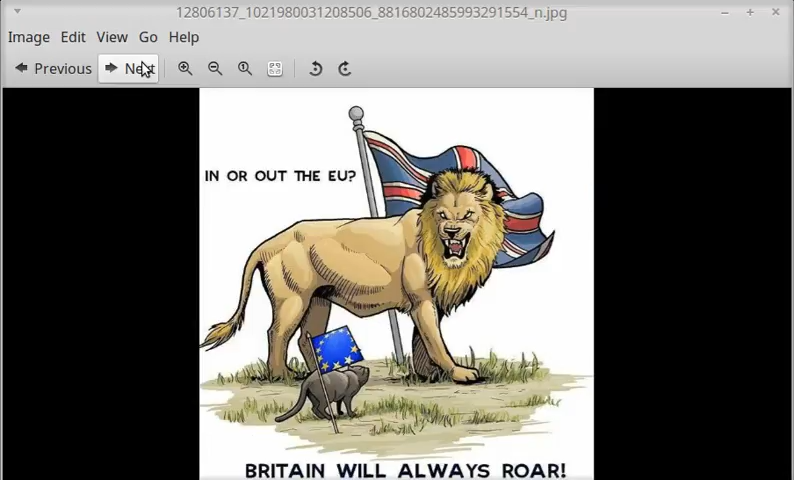 12806137_1021980031208506_8816802485993291554_n.jpg
Image Edit View Go Help
Previous Next
IN OR OUT THE EU?
BRITAIN WILL ALWAYS ROAR!